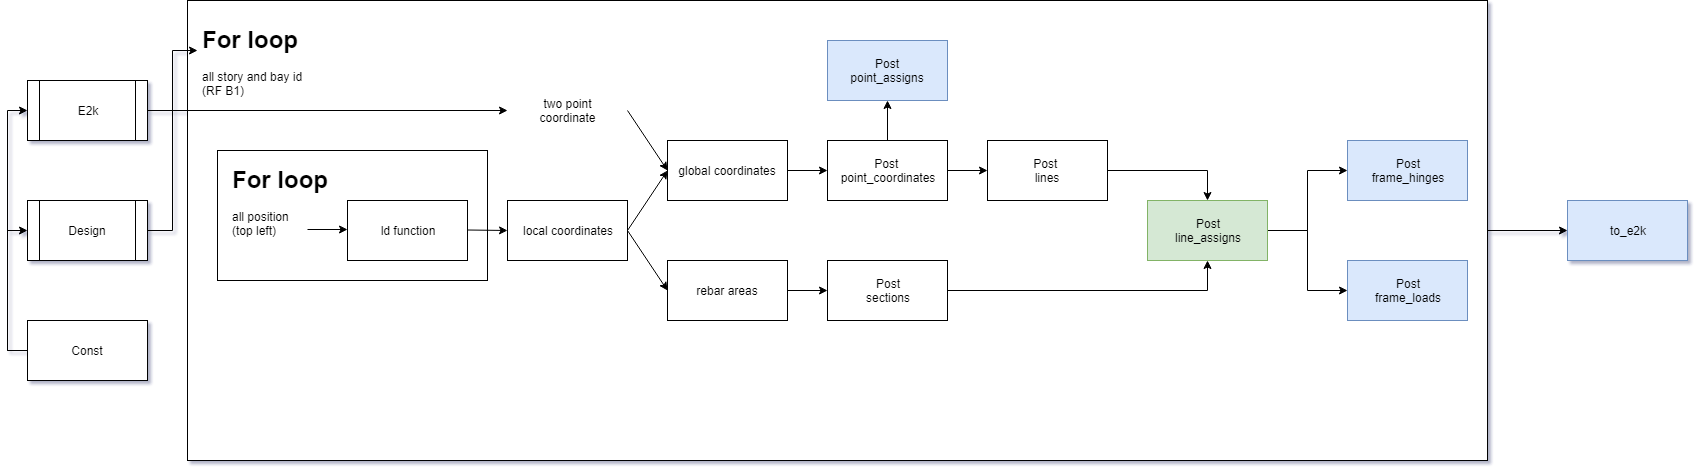 For loop
all story and bay id
(RF B1)
E2k
Design
Const
two point
coordinate
For loop
all position
(top left)
Id function
local coordinates
global coordinates
rebar areas
Post
point_assigns
Post
point_coordinates
Post
sections
Post
lines
Post
line_assigns
Post
frame_hinges
Post
frame_loads
to_e2k